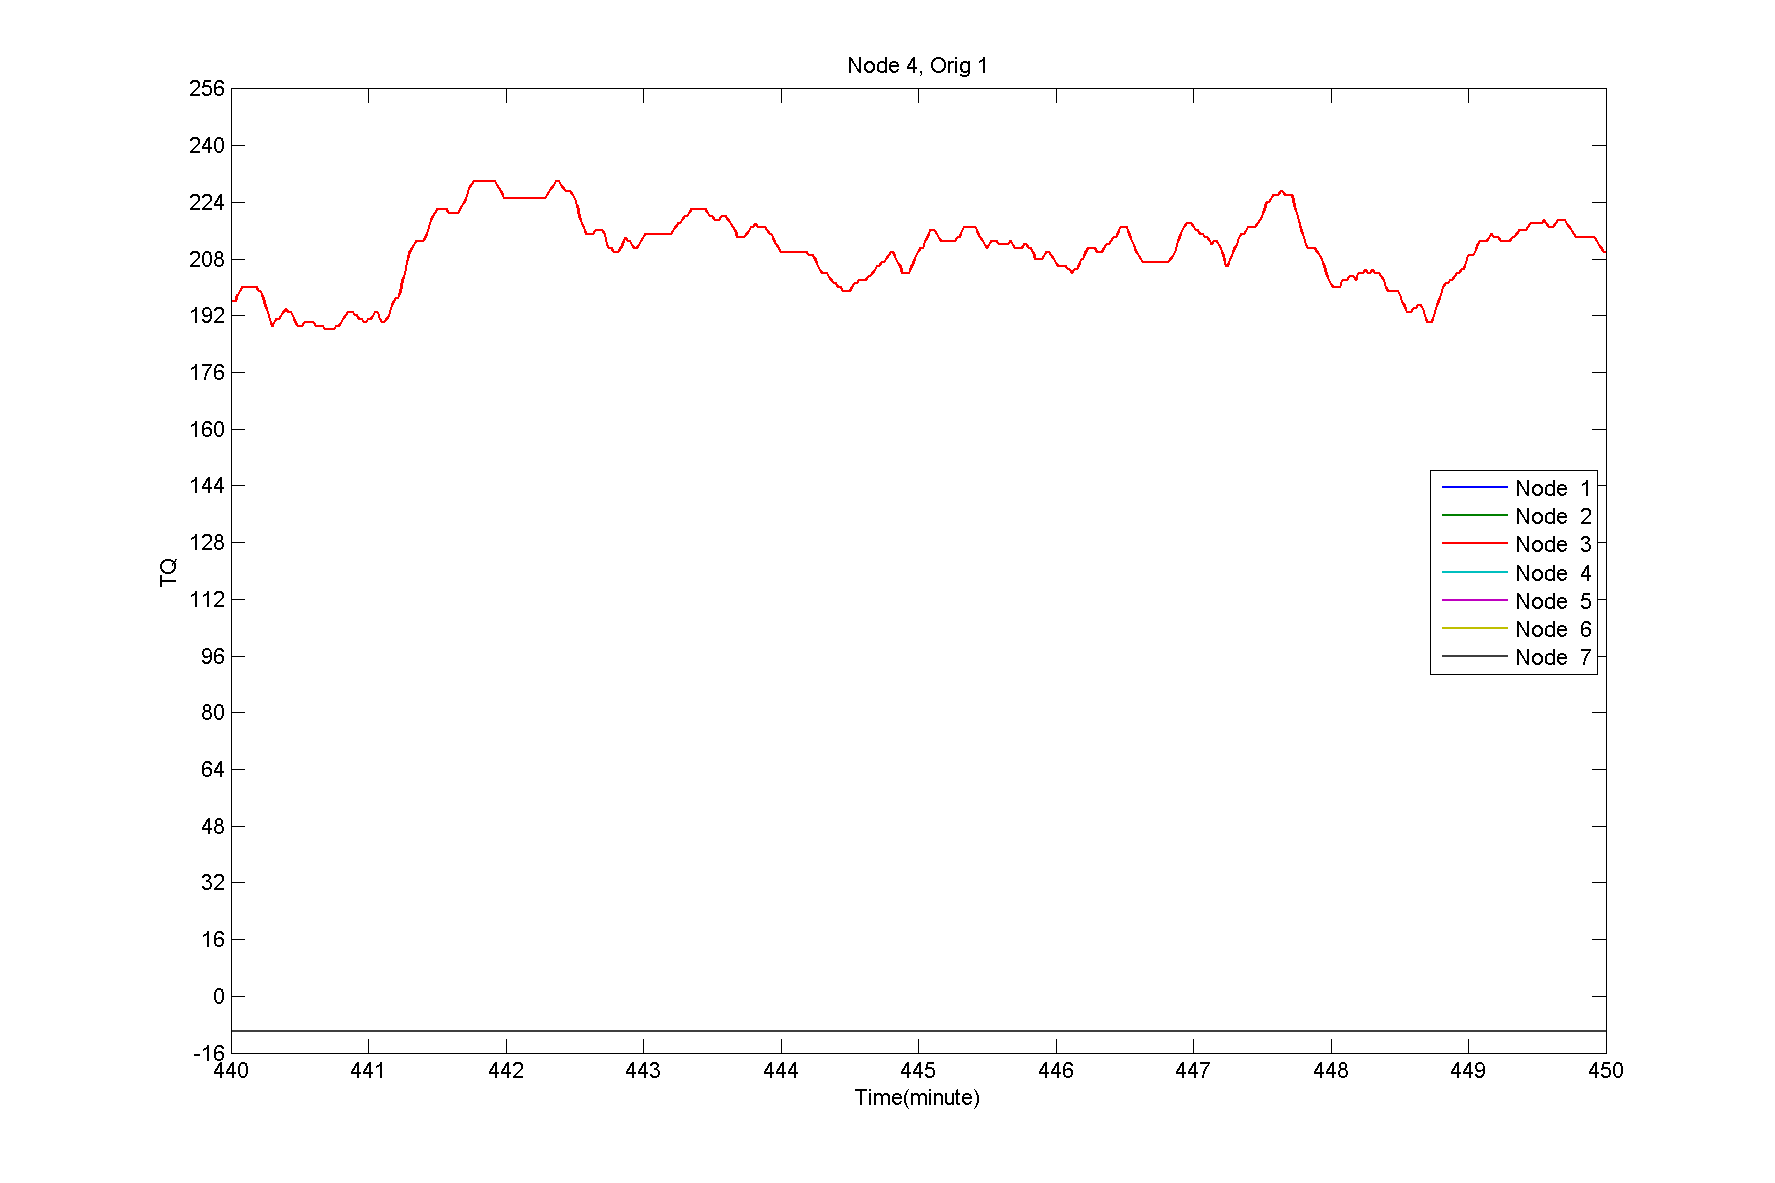 Node 4, Orig 1
256
240
224
208
192
176
160
144
128
112
96
80
64
48
32
16
0
-16
TQ
Node 1
Node 2
Node 3
Node 4
Node 5
Node 6
Node 7
440 441 442 443 444 445 446 447 448 449 450
Time(minute)